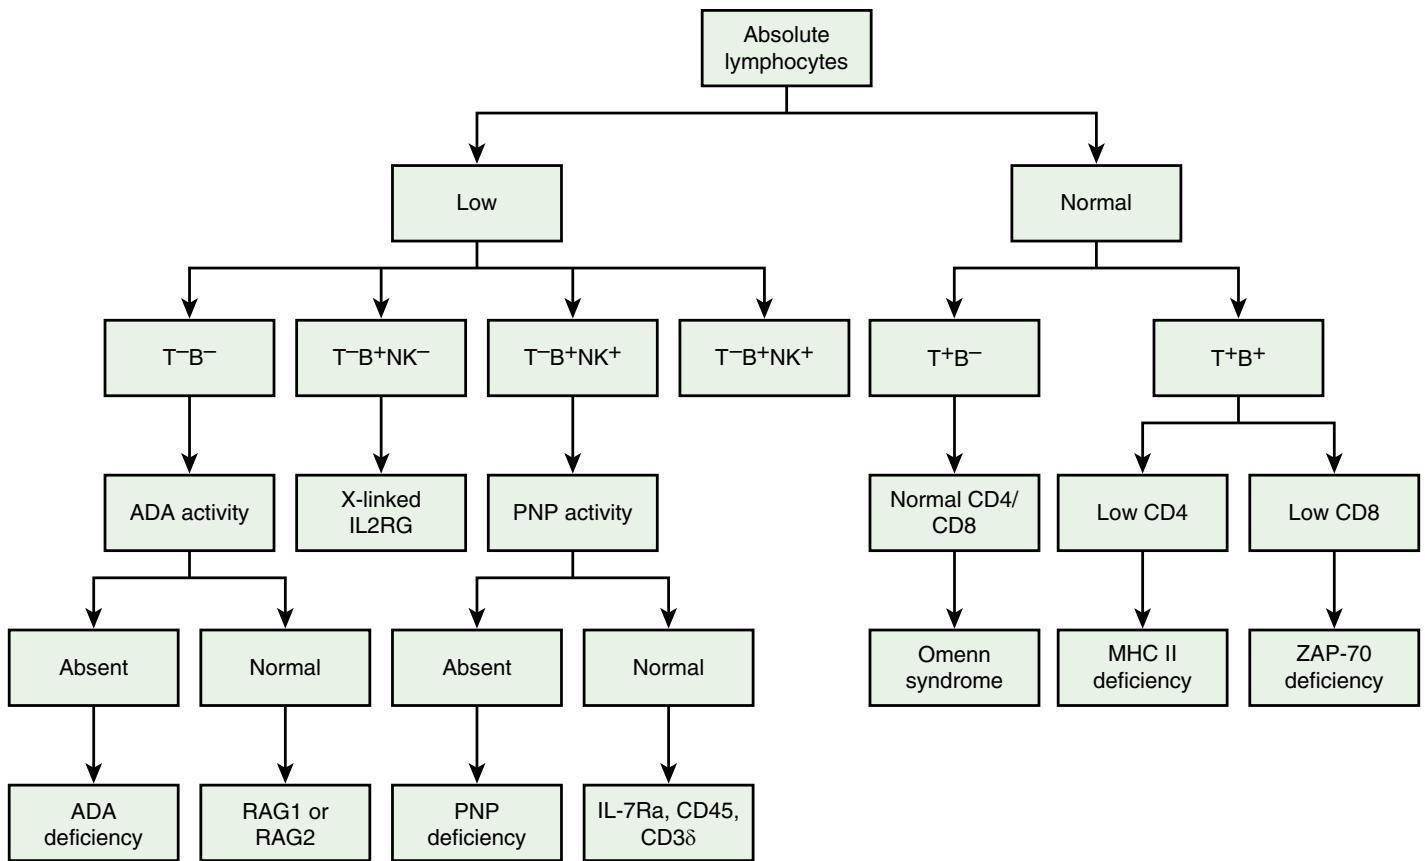 Absolute
lymphocytes
Low
Normal
T–B–
T–B+NK–
T–B+NK+
T–B+NK+
T+B–
T+B+
ADA activity
X-linked
IL2RG
PNP activity
Normal CD4/
CD8
Low CD4
Low CD8
Absent
Normal
Absent
Normal
Omenn
syndrome
MHC II
deficiency
ZAP-70
deficiency
ADA
deficiency
RAG1 or
RAG2
PNP
deficiency
IL-7Ra, CD45,
CD3δ